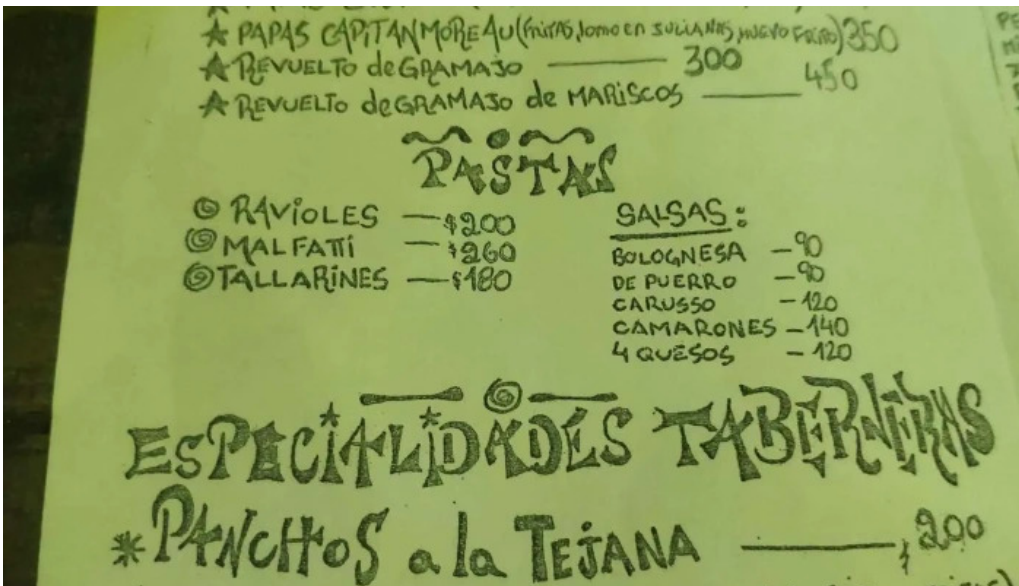 ★ PAPAS CAPITAN MOREAU (FRITAS, lomo en JULIANAS, HUEVO FRITO) 350
★ REVUELTO de GRAMAJO — 300
★ REVUELTO de GRAMAJO de MARISCOS — 450
PASTAS
RAVIOLES — $200
MALFATTI — $260
TALLARINES — $180
SALSAS:
BOLOGNESA - 90
DE PUERRO - 90
CARUSSO - 120
CAMARONES - 140
4 QUESOS - 120
ESPECIALIDADES TABERNERAS
* PANCHOS a la TEJANA — $ 200